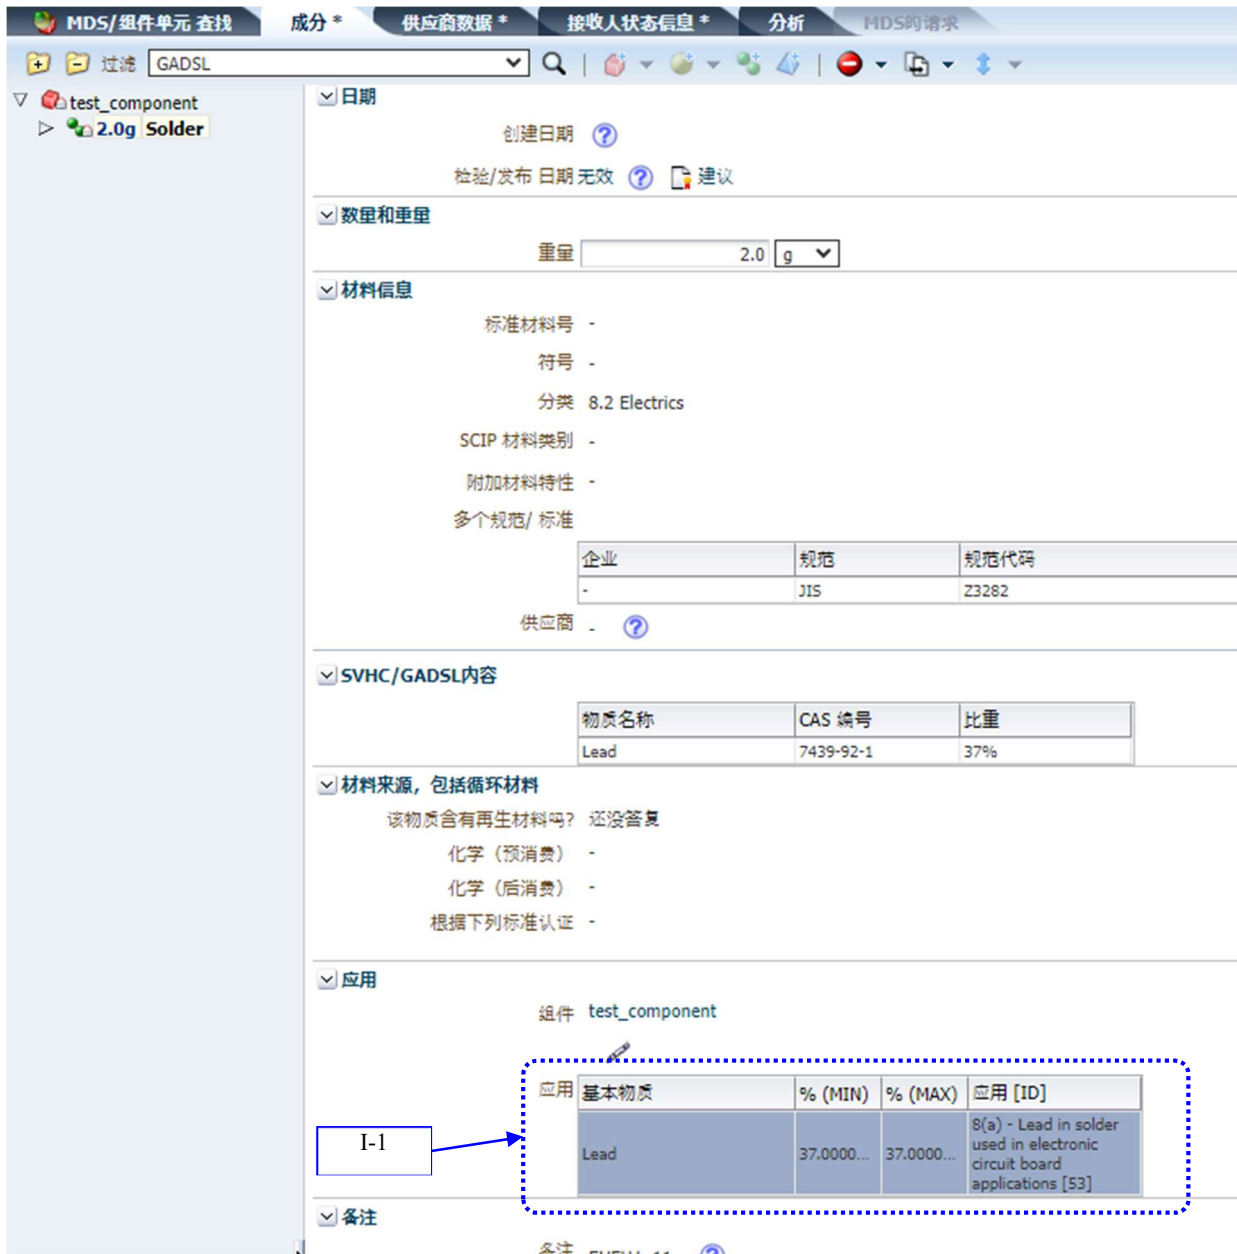 MDS/组件单元 查找 成分 * 供应商数据 * 接收人状态信息 * 分析 MDS的请求
过滤 GADSL
test_component
2.0g Solder
日期
创建日期
检验/发布 日期 无效 建议
数量和重量
重量 2.0 g
材料信息
标准材料号 -
符号 -
分类 8.2 Electrics
SCIP 材料类别 -
附加材料特性 -
多个规范/ 标准
企业 规范 规范代码
- JIS Z3282
供应商 -
SVHC/GADSL内容
物质名称 CAS 编号 比重
Lead 7439-92-1 37%
材料来源，包括循环材料
该物质含有再生材料吗? 还没答复
化学（预消费） -
化学（后消费） -
根据下列标准认证 -
应用
组件 test_component
应用 基本物质 % (MIN) % (MAX) 应用 [ID]
Lead 37.0000... 37.0000... 8(a) - Lead in solder
used in electronic
circuit board
applications [53]
I-1
备注
备注